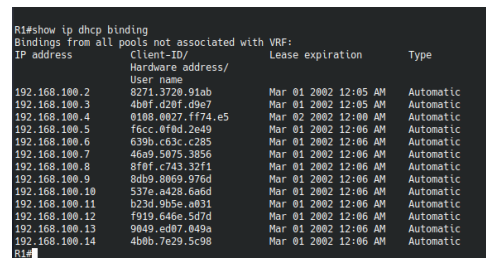 R1#show ip dhcp binding
Bindings from all pools not associated with VRF:
IP address Client-ID/ Lease expiration Type
Hardware address/
User name
192.168.100.2 8271.3720.91ab Mar 01 2002 12:05 AM Automatic
192.168.100.3 4b0f.d20f.d9e7 Mar 01 2002 12:05 AM Automatic
192.168.100.4 0108.0027.ff74.e5 Mar 02 2002 12:00 AM Automatic
192.168.100.5 f6cc.0f0d.2e49 Mar 01 2002 12:06 AM Automatic
192.168.100.6 639b.c63c.c285 Mar 01 2002 12:06 AM Automatic
192.168.100.7 46a9.5075.3856 Mar 01 2002 12:06 AM Automatic
192.168.100.8 8f0f.c743.32f1 Mar 01 2002 12:06 AM Automatic
192.168.100.9 8db9.8069.976d Mar 01 2002 12:06 AM Automatic
192.168.100.10 537e.a428.6a6d Mar 01 2002 12:06 AM Automatic
192.168.100.11 b23d.9b5e.a031 Mar 01 2002 12:06 AM Automatic
192.168.100.12 f919.646e.5d7d Mar 01 2002 12:06 AM Automatic
192.168.100.13 9049.ed07.049a Mar 01 2002 12:06 AM Automatic
192.168.100.14 4b0b.7e29.5c98 Mar 01 2002 12:06 AM Automatic
R1#